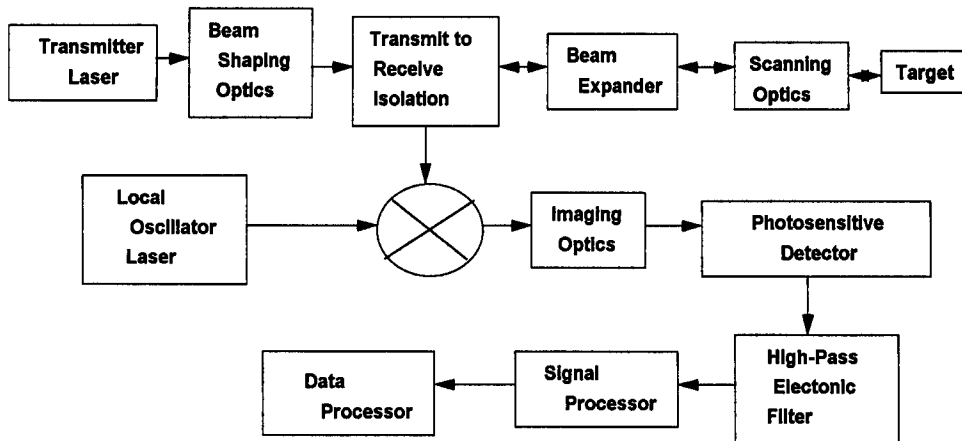 Transmitter
Laser
Beam
Shaping
Optics
Transmit to
Receive
Isolation
Beam
Expander
Scanning
Optics
Target
Local
Oscillator
Laser
Imaging
Optics
Photosensitive
Detector
Data
Processor
Signal
Processor
High-Pass
Electonic
Filter